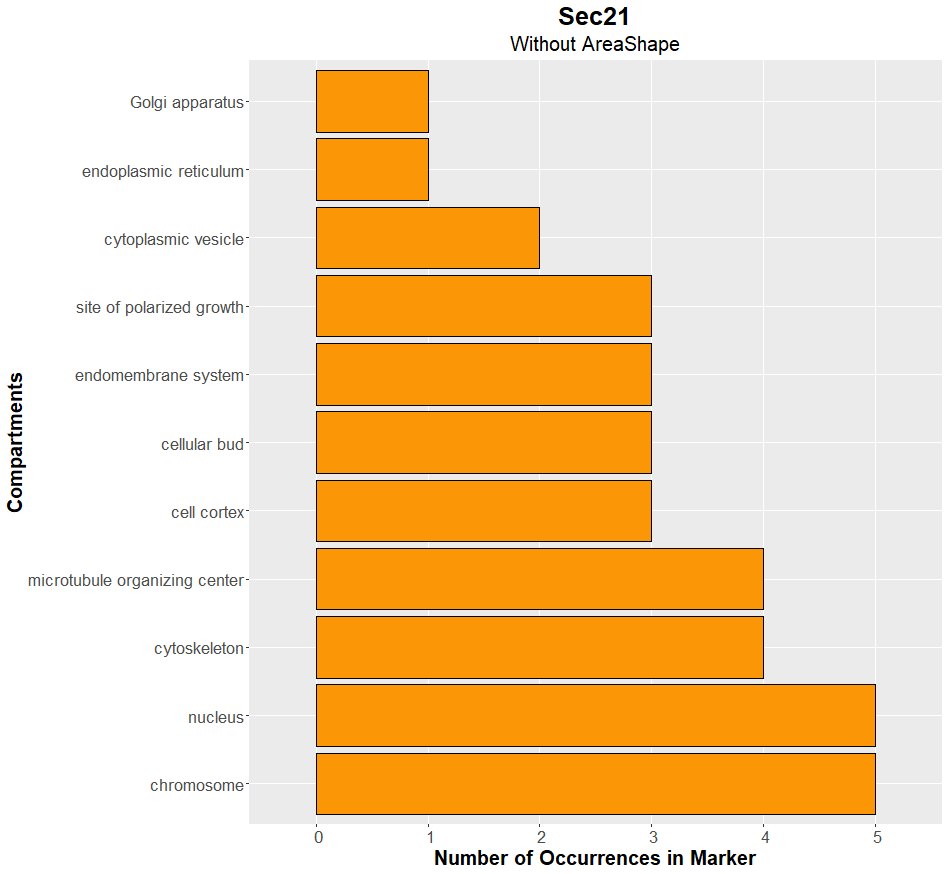 Sec21
Without AreaShape
Golgi apparatus
endoplasmic reticulum
cytoplasmic vesicle
site of polarized growth
endomembrane system
cellular bud
cell cortex
microtubule organizing center
cytoskeleton
nucleus
chromosome
Compartments
0 1 2 3 4 5
Number of Occurrences in Marker